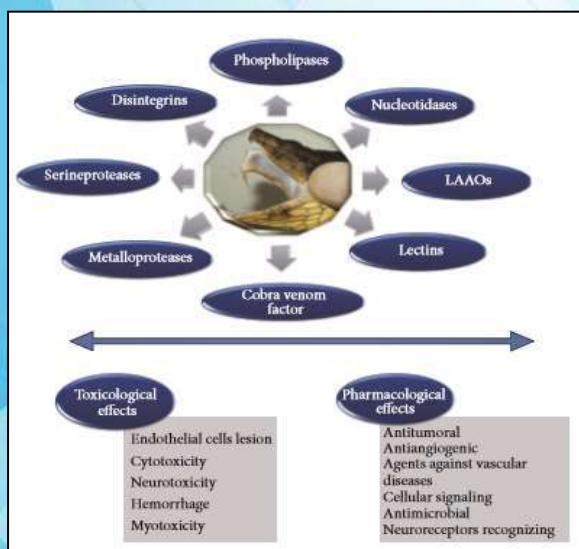 Phospholipases
Disintegrins
Nucleotidases
Serineproteases
LAAOs
Metalloproteases
Lectins
Cobra venom
factor
Toxicological
effects
Endothelial cells lesion
Cytotoxicity
Neurotoxicity
Hemorrhage
Myotoxicity
Pharmacological
effects
Antitumoral
Antiangiogenic
Agents against vascular
diseases
Cellular signaling
Antimicrobial
Neuroreceptors recognizing